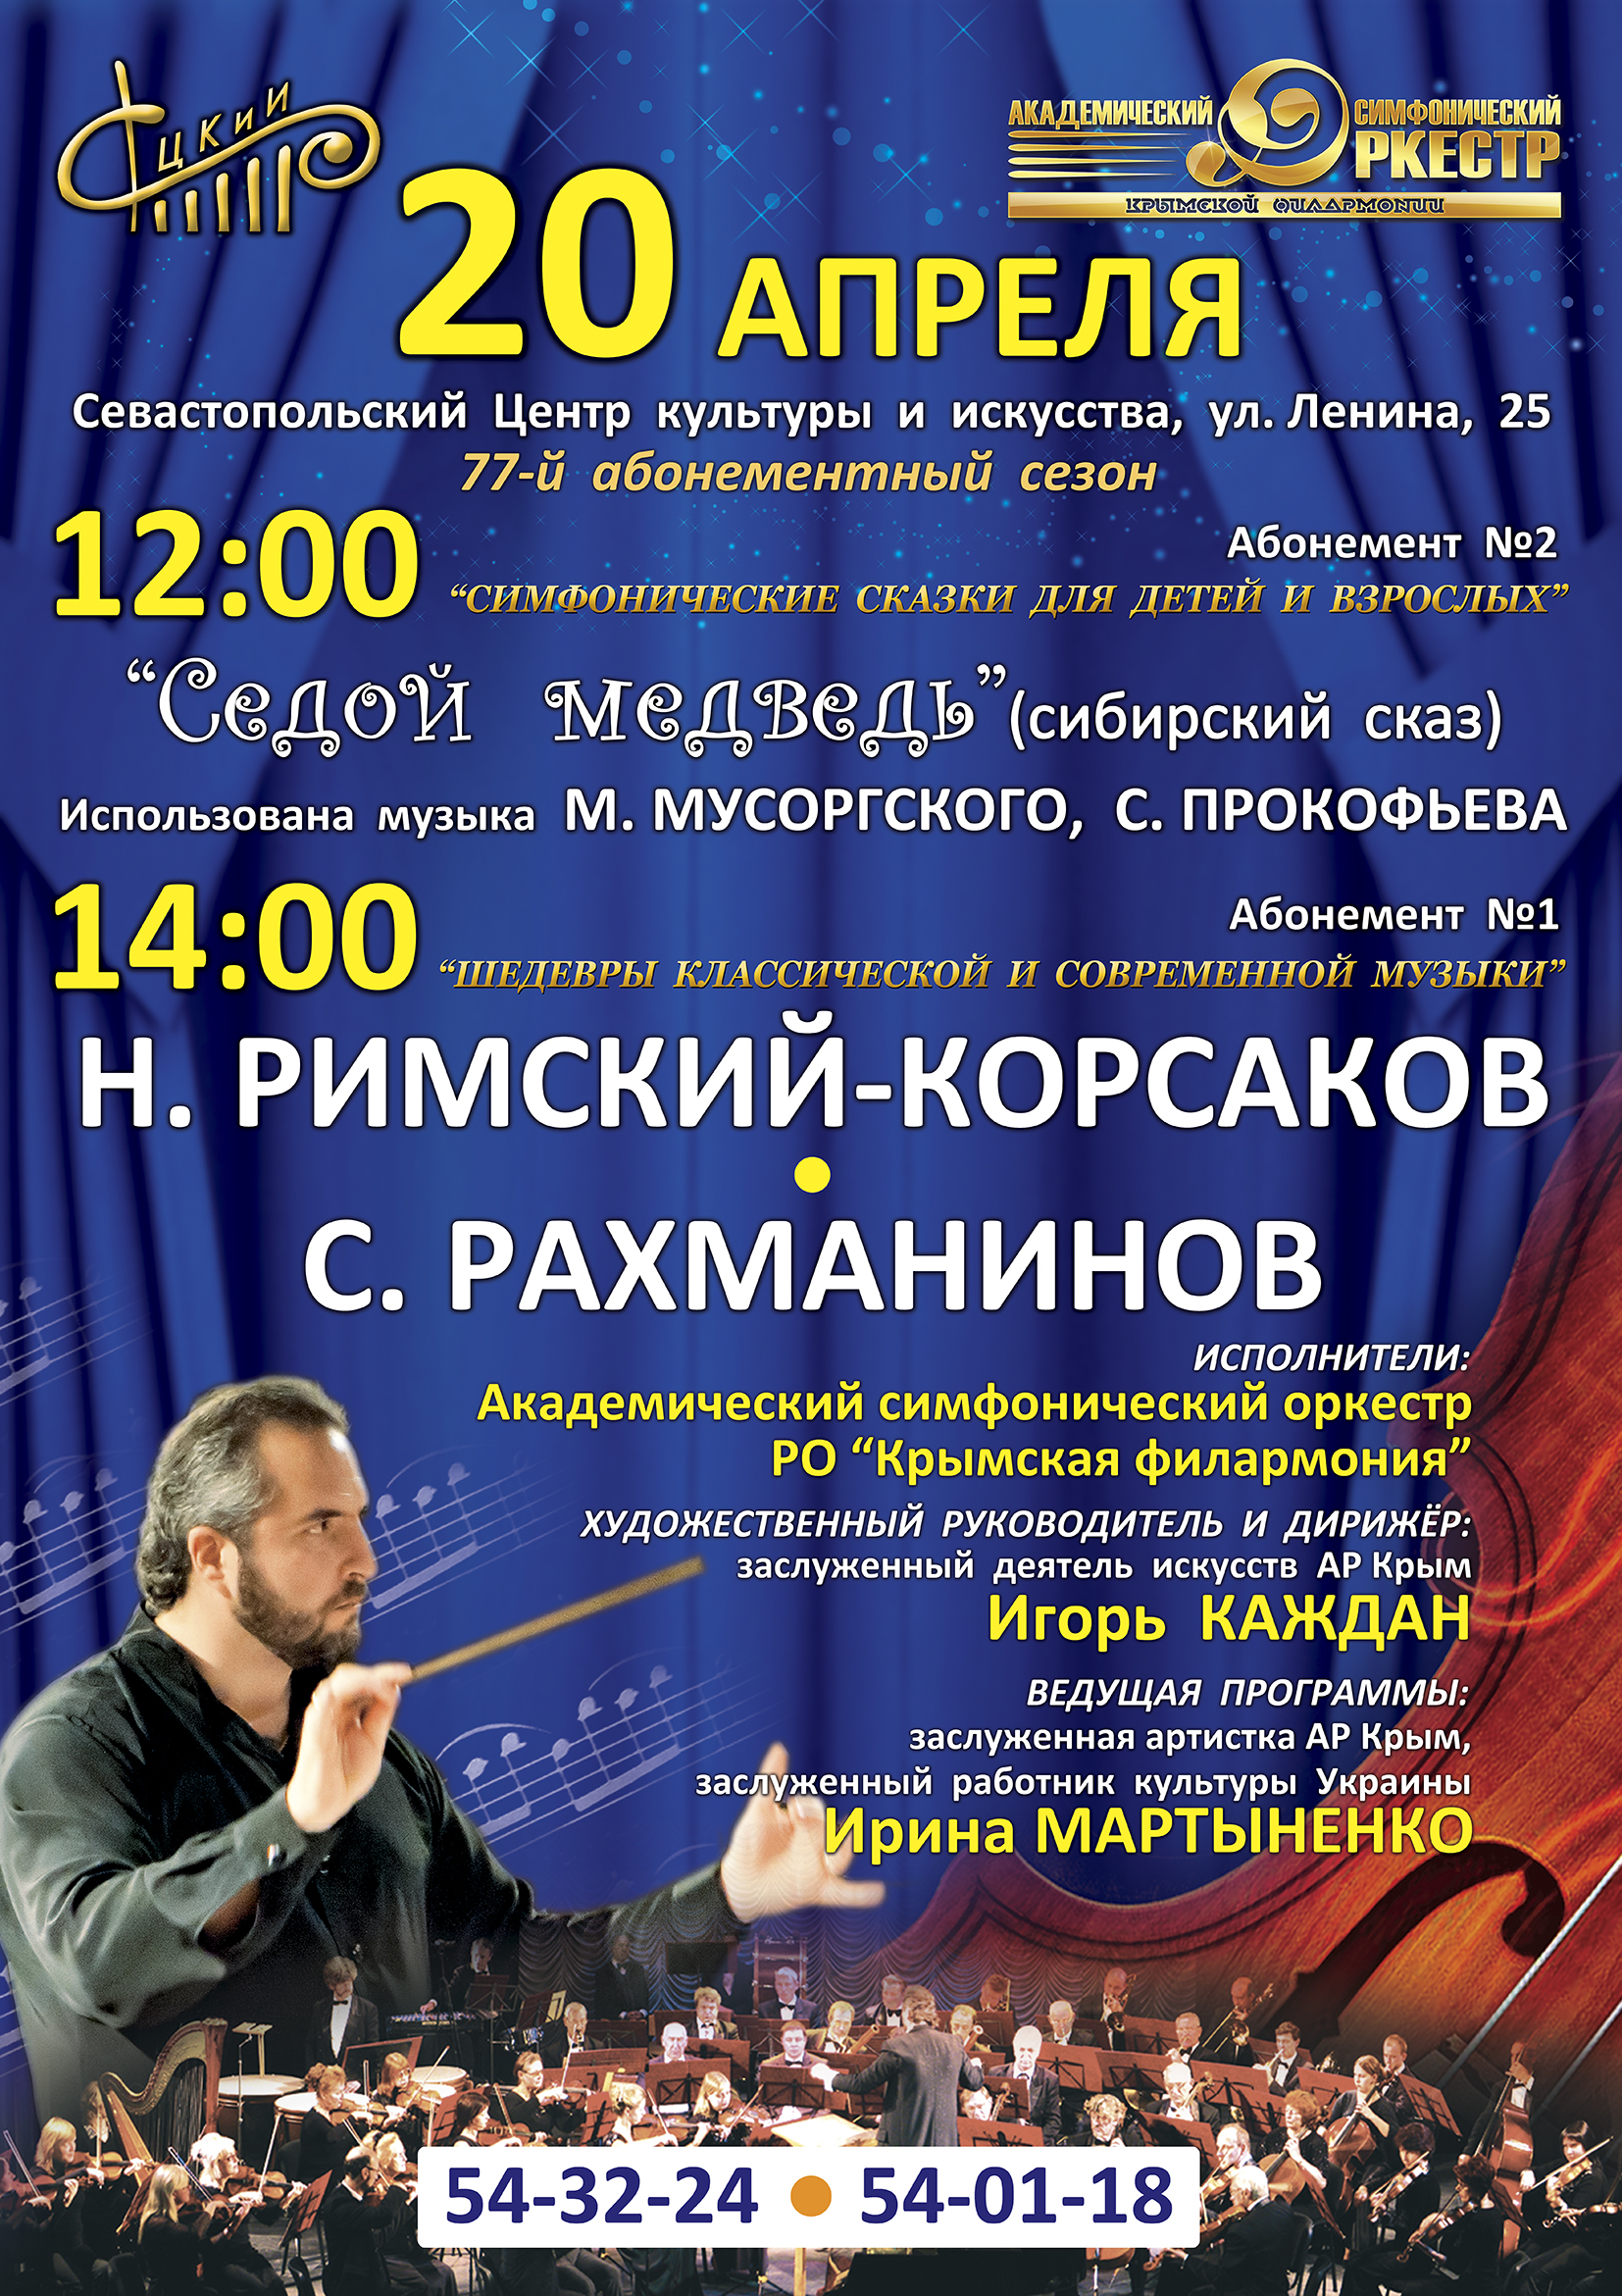 ЦКиИ
АКАДЕМИЧЕСКИЙ СИМФОНИЧЕСКИЙ
ОРКЕСТР
КРЫМСКОЙ ФИЛАРМОНИИ
20 АПРЕЛЯ
Севастопольский Центр культуры и искусства, ул. Ленина, 25
77-й абонементный сезон
12:00
Абонемент №2
“СИМФОНИЧЕСКИЕ СКАЗКИ ДЛЯ ДЕТЕЙ И ВЗРОСЛЫХ”
“Седой медведь” (сибирский сказ)
Использована музыка М. МУСОРГСКОГО, С. ПРОКОФЬЕВА
14:00
Абонемент №1
“ШЕДЕВРЫ КЛАССИЧЕСКОЙ И СОВРЕМЕННОЙ МУЗЫКИ”
Н. РИМСКИЙ-КОРСАКОВ
•
С. РАХМАНИНОВ
ИСПОЛНИТЕЛИ:
Академический симфонический оркестр
РО “Крымская филармония”
ХУДОЖЕСТВЕННЫЙ РУКОВОДИТЕЛЬ И ДИРИЖЁР:
заслуженный деятель искусств АР Крым
Игорь КАЖДАН
ВЕДУЩАЯ ПРОГРАММЫ:
заслуженная артистка АР Крым,
заслуженный работник культуры Украины
Ирина МАРТЫНЕНКО
54-32-24 • 54-01-18